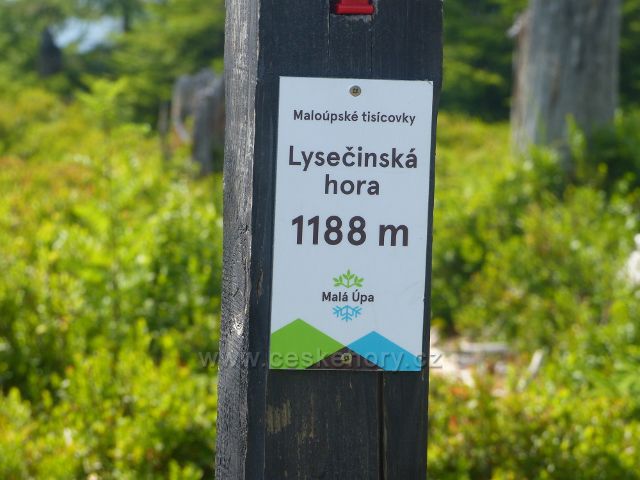 Maloúpské tisícovky
Lysečinská
hora
1188 m
Malá Úpa
www.ceskehory.cz